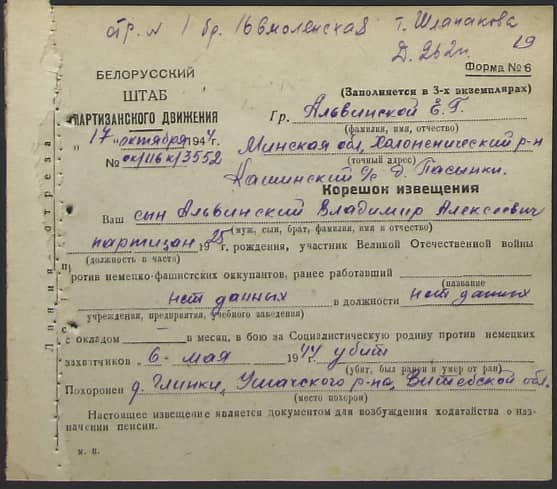 отр. N 1 бр. 16 Смоленская т. Шлапакова
Д. 262п. 19
Форма № 6
БЕЛОРУССКИЙ
ШТАБ
ПАРТИЗАНСКОГО ДВИЖЕНИЯ
"17" октября 1944 г.
№ ок/шбк/3552
(Заполняется в 3-х экземплярах)
Гр. Альвинской Е.Г.
(фамилия, имя, отчество)
Минская обл, Холопенический р-н
(точный адрес)
Кашинский с/с д. Пасынки.
Корешок извещения
Ваш сын Альвинский Владимир Алексеевич
(муж, сын, брат, фамилия, имя и отчество)
партизан 1925 г. рождения, участник Великой Отечественной войны
(должность в части)
против немецко-фашистских оккупантов, ранее работавший
(название
нет данных в должности нет данных
учреждения, предприятия, учебного заведения)
с окладом в месяц, в бою за Социалистическую родину против немецких
захватчиков 6 мая 1944 убит
(убит, был ранен и умер от ран)
Похоронен д. Глинки, Ушачского р-на, Витебской обл.
(место похорон)
Настоящее извещение является документом для возбуждения ходатайства о назначении пенсии.
м. п.
Линия отреза